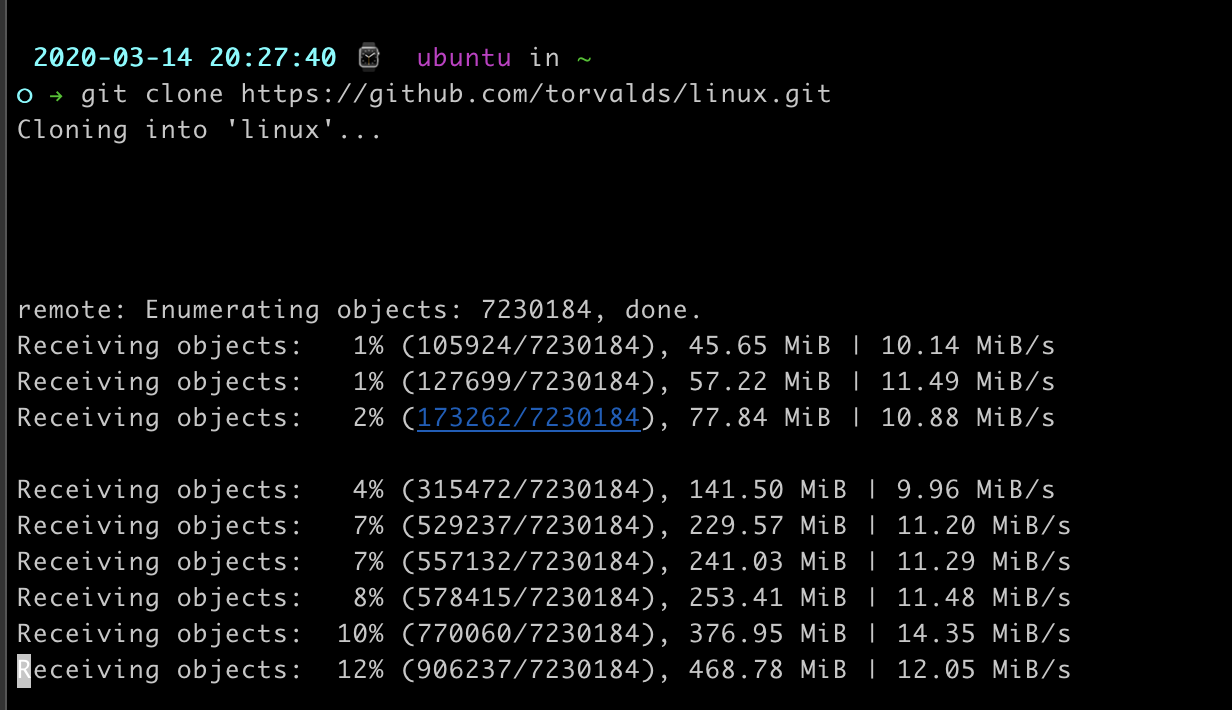 2020-03-14 20:27:40 ⌚ ubuntu in ~
○ → git clone https://github.com/torvalds/linux.git
Cloning into 'linux'...
remote: Enumerating objects: 7230184, done.
Receiving objects:   1% (105924/7230184), 45.65 MiB | 10.14 MiB/s
Receiving objects:   1% (127699/7230184), 57.22 MiB | 11.49 MiB/s
Receiving objects:   2% (173262/7230184), 77.84 MiB | 10.88 MiB/s
Receiving objects:   4% (315472/7230184), 141.50 MiB | 9.96 MiB/s
Receiving objects:   7% (529237/7230184), 229.57 MiB | 11.20 MiB/s
Receiving objects:   7% (557132/7230184), 241.03 MiB | 11.29 MiB/s
Receiving objects:   8% (578415/7230184), 253.41 MiB | 11.48 MiB/s
Receiving objects:  10% (770060/7230184), 376.95 MiB | 14.35 MiB/s
Receiving objects:  12% (906237/7230184), 468.78 MiB | 12.05 MiB/s